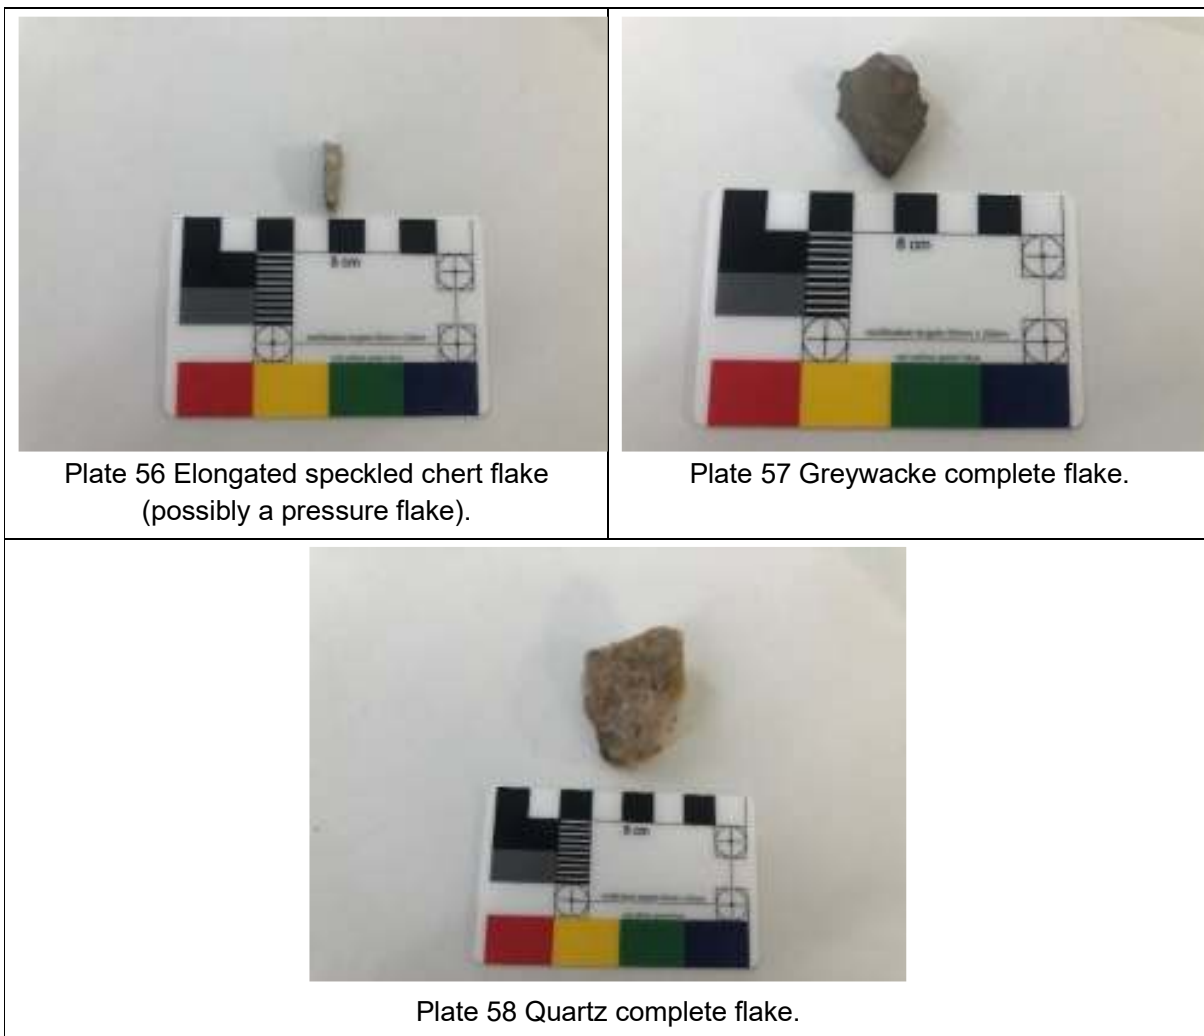 8 cm
Plate 56 Elongated speckled chert flake
(possibly a pressure flake).
8 cm
Plate 57 Greywacke complete flake.
8 cm
Plate 58 Quartz complete flake.